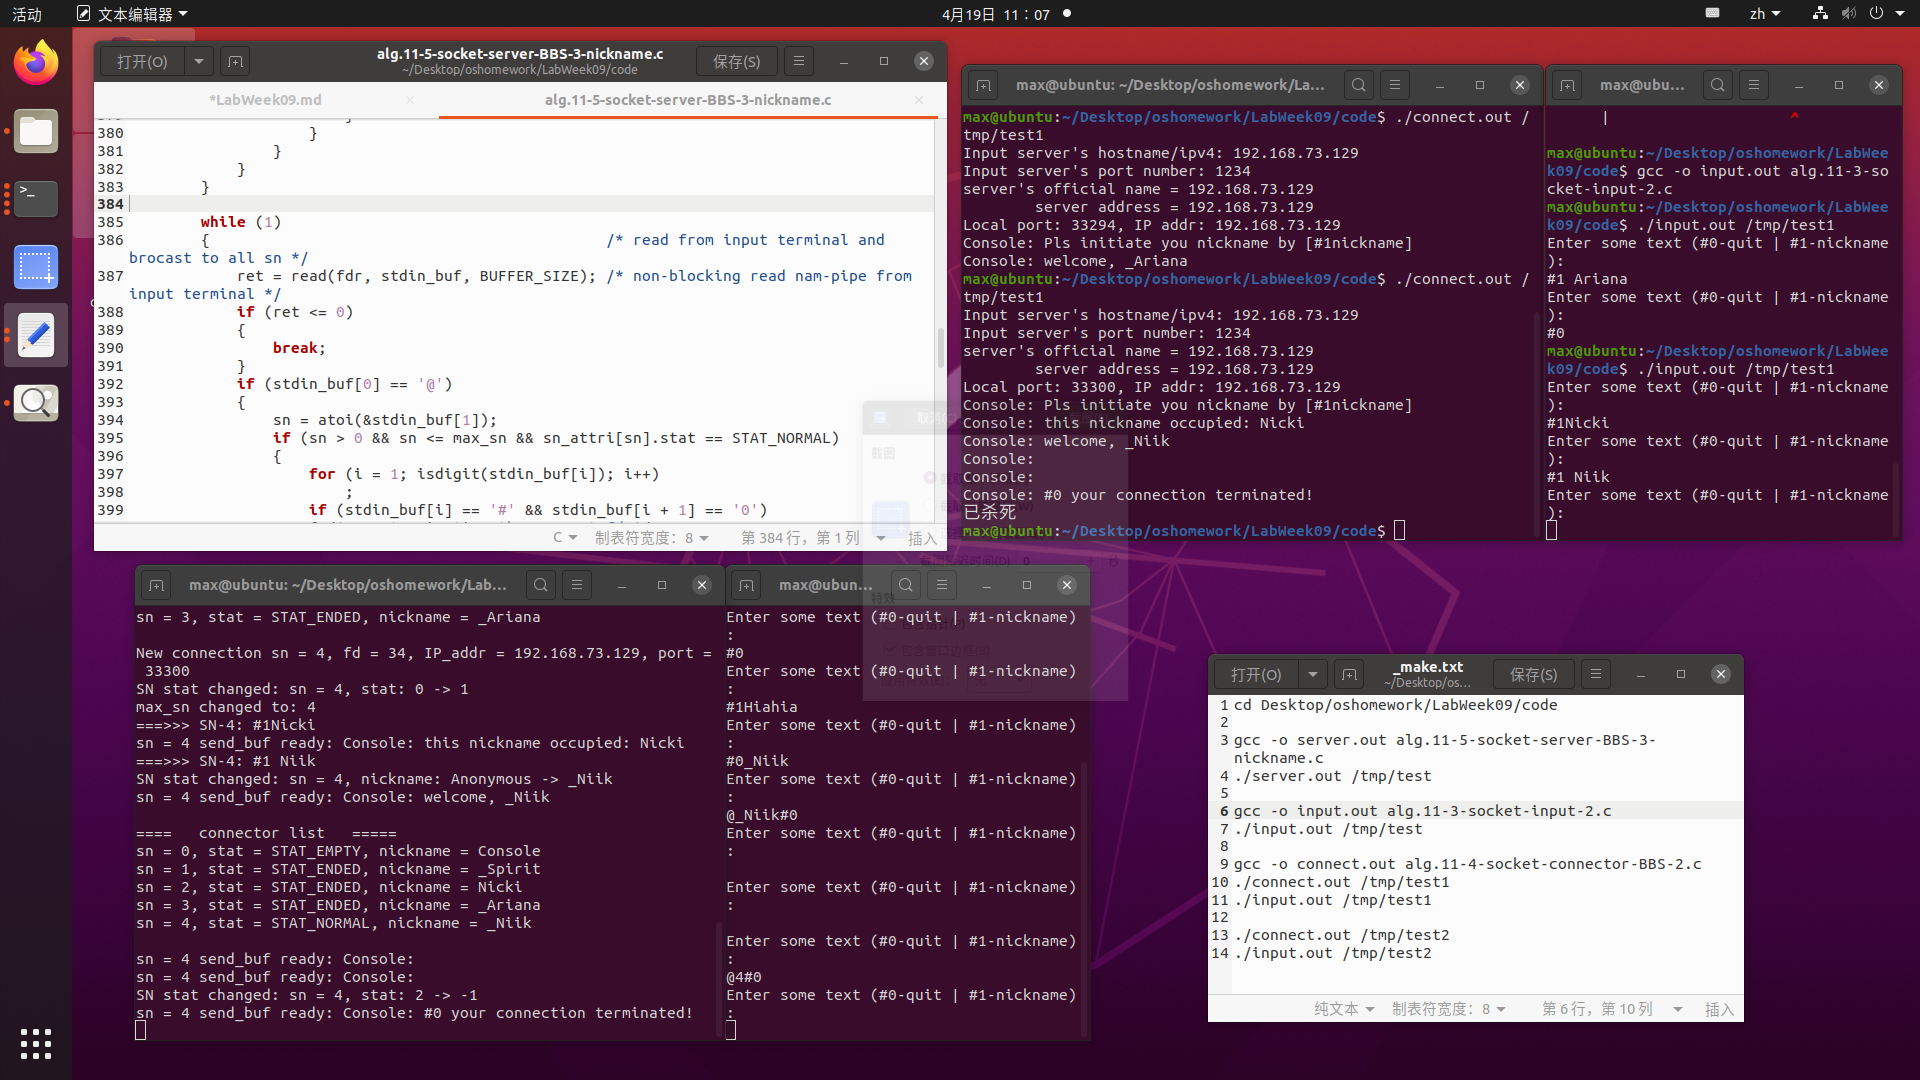 活动
文本编辑器
4月19日 11：07
zh
打开(O)
alg.11-5-socket-server-BBS-3-nickname.c
~/Desktop/oshomework/LabWeek09/code
保存(S)
*LabWeek09.md
alg.11-5-socket-server-BBS-3-nickname.c
380 }
381 }
382 }
383 }
384
385 while (1)
386 { /* read from input terminal and
brocast to all sn */
387 ret = read(fdr, stdin_buf, BUFFER_SIZE); /* non-blocking read nam-pipe from
input terminal */
388 if (ret <= 0)
389 {
390 break;
391 }
392 if (stdin_buf[0] == '@')
393 {
394 sn = atoi(&stdin_buf[1]);
395 if (sn > 0 && sn <= max_sn && sn_attri[sn].stat == STAT_NORMAL)
396 {
397 for (i = 1; isdigit(stdin_buf[i]); i++)
398 ;
399 if (stdin_buf[i] == '#' && stdin_buf[i + 1] == '0')
C
制表符宽度：8
第 384 行，第 1 列
插入
max@ubuntu: ~/Desktop/oshomework/La...
max@ubuntu:~/Desktop/oshomework/LabWeek09/code$ ./connect.out /
tmp/test1
Input server's hostname/ipv4: 192.168.73.129
Input server's port number: 1234
server's official name = 192.168.73.129
server address = 192.168.73.129
Local port: 33294, IP addr: 192.168.73.129
Console: Pls initiate you nickname by [#1nickname]
Console: welcome, _Ariana
max@ubuntu:~/Desktop/oshomework/LabWeek09/code$ ./connect.out /
tmp/test1
Input server's hostname/ipv4: 192.168.73.129
Input server's port number: 1234
server's official name = 192.168.73.129
server address = 192.168.73.129
Local port: 33300, IP addr: 192.168.73.129
Console: Pls initiate you nickname by [#1nickname]
Console: this nickname occupied: Nicki
Console: welcome, _Niik
Console:
Console:
Console: #0 your connection terminated!
已杀死
max@ubuntu:~/Desktop/oshomework/LabWeek09/code$
max@ubu...
| ^
max@ubuntu:~/Desktop/oshomework/LabWee
k09/code$ gcc -o input.out alg.11-3-so
cket-input-2.c
max@ubuntu:~/Desktop/oshomework/LabWee
k09/code$ ./input.out /tmp/test1
Enter some text (#0-quit | #1-nickname
):
#1 Ariana
Enter some text (#0-quit | #1-nickname
):
#0
max@ubuntu:~/Desktop/oshomework/LabWee
k09/code$ ./input.out /tmp/test1
Enter some text (#0-quit | #1-nickname
):
#1Nicki
Enter some text (#0-quit | #1-nickname
):
#1 Niik
Enter some text (#0-quit | #1-nickname
):
max@ubuntu: ~/Desktop/oshomework/Lab...
sn = 3, stat = STAT_ENDED, nickname = _Ariana
New connection sn = 4, fd = 34, IP_addr = 192.168.73.129, port =
33300
SN stat changed: sn = 4, stat: 0 -> 1
max_sn changed to: 4
===>>> SN-4: #1Nicki
sn = 4 send_buf ready: Console: this nickname occupied: Nicki
===>>> SN-4: #1 Niik
SN stat changed: sn = 4, nickname: Anonymous -> _Niik
sn = 4 send_buf ready: Console: welcome, _Niik
==== connector list =====
sn = 0, stat = STAT_EMPTY, nickname = Console
sn = 1, stat = STAT_ENDED, nickname = _Spirit
sn = 2, stat = STAT_ENDED, nickname = Nicki
sn = 3, stat = STAT_ENDED, nickname = _Ariana
sn = 4, stat = STAT_NORMAL, nickname = _Niik
sn = 4 send_buf ready: Console:
sn = 4 send_buf ready: Console:
SN stat changed: sn = 4, stat: 2 -> -1
sn = 4 send_buf ready: Console: #0 your connection terminated!
max@ubun...
Enter some text (#0-quit | #1-nickname)
:
#0
Enter some text (#0-quit | #1-nickname)
:
#1Hiahia
Enter some text (#0-quit | #1-nickname)
:
#0_Niik
Enter some text (#0-quit | #1-nickname)
:
@_Niik#0
Enter some text (#0-quit | #1-nickname)
:
Enter some text (#0-quit | #1-nickname)
:
Enter some text (#0-quit | #1-nickname)
:
@4#0
Enter some text (#0-quit | #1-nickname)
:
打开(O)
_make.txt
~/Desktop/os...
保存(S)
1 cd Desktop/oshomework/LabWeek09/code
2
3 gcc -o server.out alg.11-5-socket-server-BBS-3-
nickname.c
4 ./server.out /tmp/test
5
6 gcc -o input.out alg.11-3-socket-input-2.c
7 ./input.out /tmp/test
8
9 gcc -o connect.out alg.11-4-socket-connector-BBS-2.c
10 ./connect.out /tmp/test1
11 ./input.out /tmp/test1
12
13 ./connect.out /tmp/test2
14 ./input.out /tmp/test2
纯文本
制表符宽度：8
第 6 行，第 10 列
插入